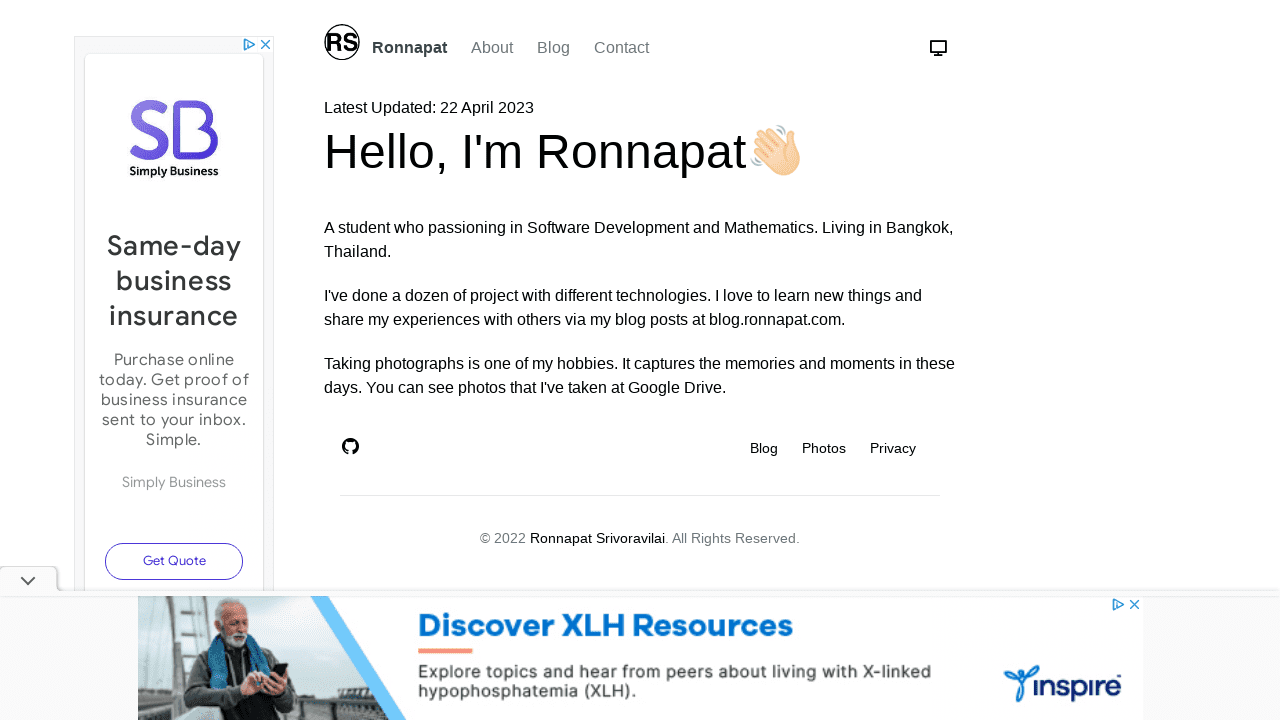 RS
Ronnapat
About
Blog
Contact
Latest Updated: 22 April 2023
Hello, I'm Ronnapat
A student who passioning in Software Development and Mathematics. Living in Bangkok,
Thailand.
I've done a dozen of project with different technologies. I love to learn new things and
share my experiences with others via my blog posts at blog.ronnapat.com.
Taking photographs is one of my hobbies. It captures the memories and moments in these
days. You can see photos that I've taken at Google Drive.
Blog
Photos
Privacy
© 2022 Ronnapat Srivoravilai. All Rights Reserved.
SB
Simply Business
Same-day
business
insurance
Purchase online
today. Get proof of
business insurance
sent to your inbox.
Simple.
Simply Business
Get Quote
Discover XLH Resources
Explore topics and hear from peers about living with X-linked
hypophosphatemia (XLH).
inspire